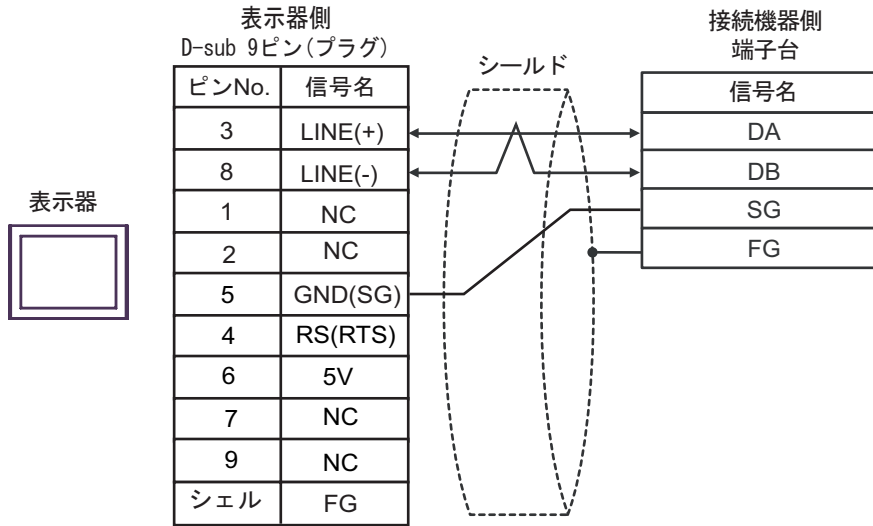 表示器側
D-sub 9ピン(プラグ)
ピンNo. 信号名
3 LINE(+)
8 LINE(-)
1 NC
2 NC
5 GND(SG)
4 RS(RTS)
6 5V
7 NC
9 NC
シェル FG
表示器
シールド
接続機器側
端子台
信号名
DA
DB
SG
FG